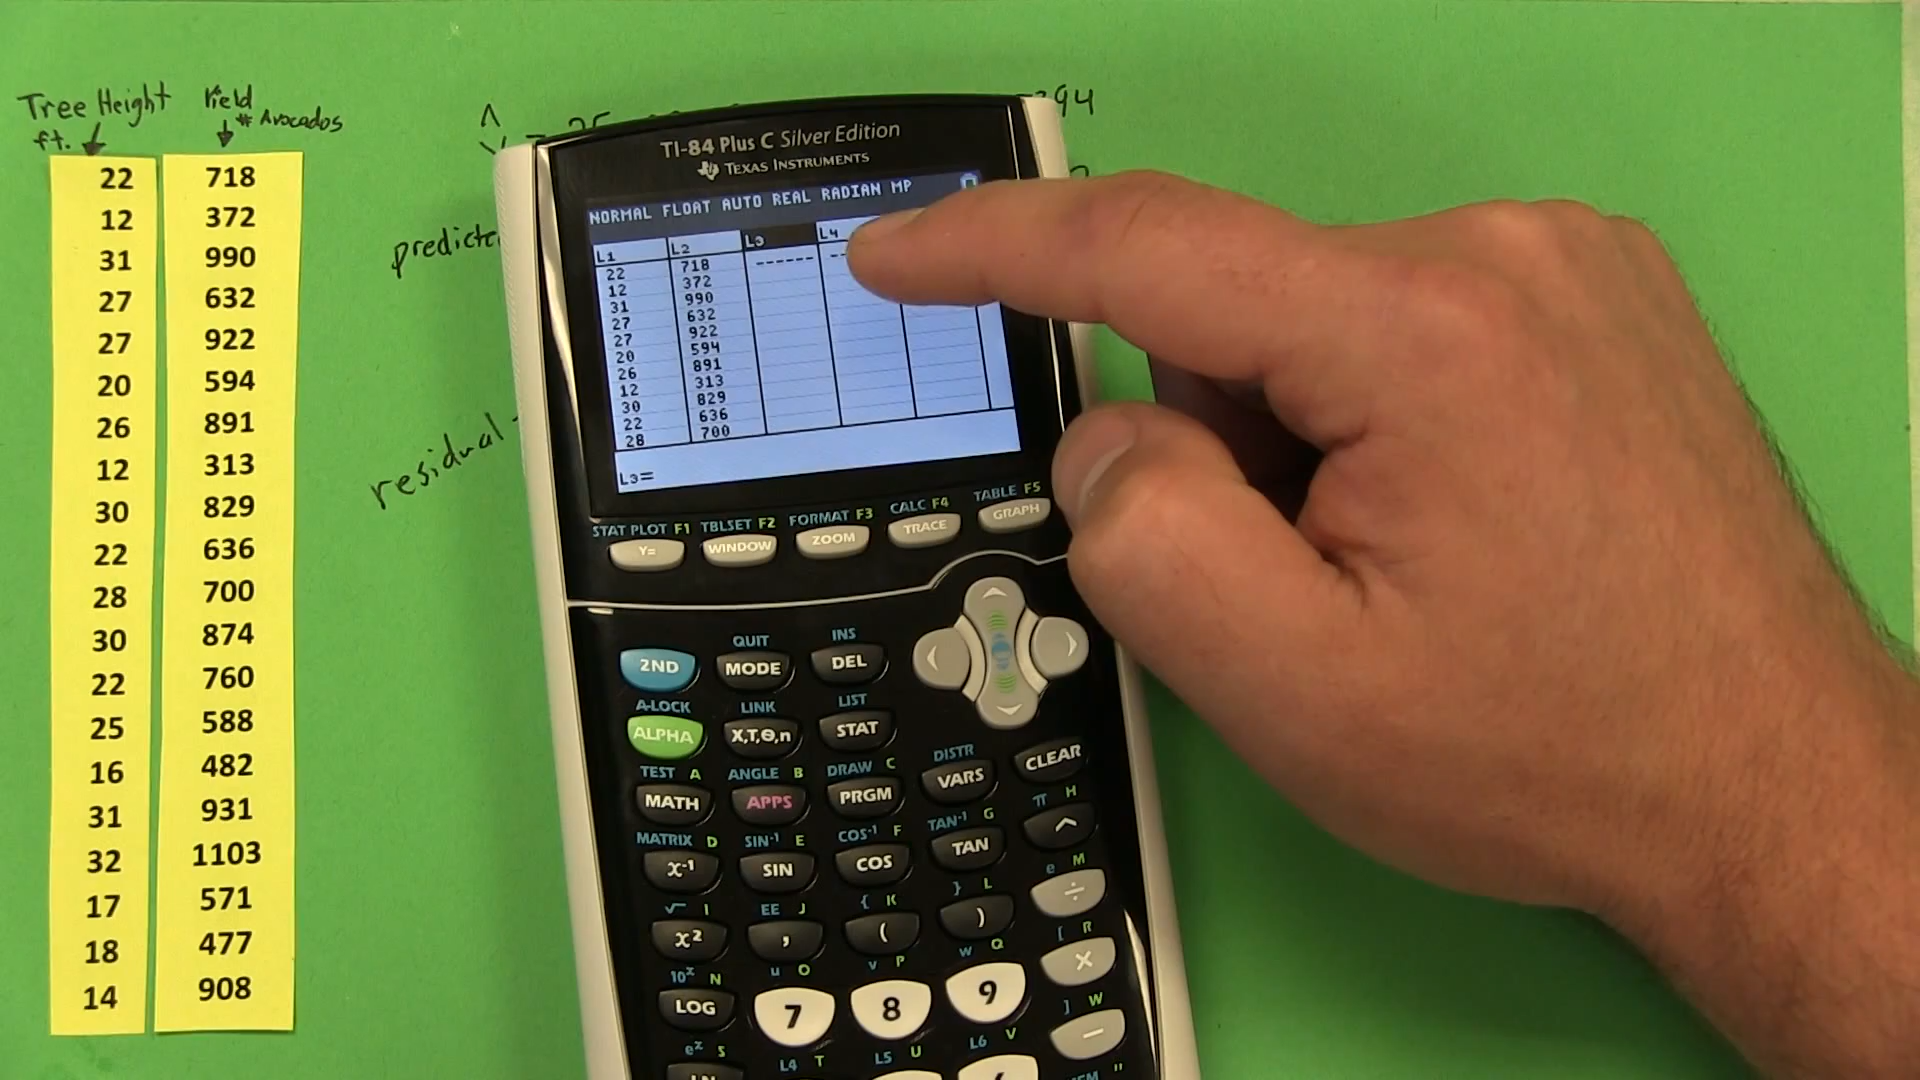 Tree Height
ft.
Yield
# Avocados
22 718
12 372
31 990
27 632
27 922
20 594
26 891
12 313
30 829
22 636
28 700
30 874
22 760
25 588
16 482
31 931
32 1103
17 571
18 477
14 908
residual
TI-84 Plus C Silver Edition
TEXAS INSTRUMENTS
NORMAL FLOAT AUTO REAL RADIAN MP
L1 L2 L3 L4
22 718 ------
12 372
31 990
27 632
27 922
20 594
26 891
12 313
30 829
22 636
28 700
L3=
STAT PLOT F1 TBLSET F2 FORMAT F3 CALC F4 TABLE F5
Y= WINDOW ZOOM TRACE GRAPH
QUIT INS
2ND MODE DEL
A-LOCK LINK LIST
ALPHA X,T,Θ,n STAT
TEST A ANGLE B DRAW C DISTR
MATH APPS PRGM VARS CLEAR
MATRIX D SIN⁻¹ E COS⁻¹ F TAN⁻¹ G π H
x⁻¹ SIN COS TAN ^
√ I EE J { K } L e M
x² , ( ) ÷
10ˣ N u O v P w Q [ R
LOG 7 8 9 ×
eˣ S L4 T L5 U L6 V ] W
−